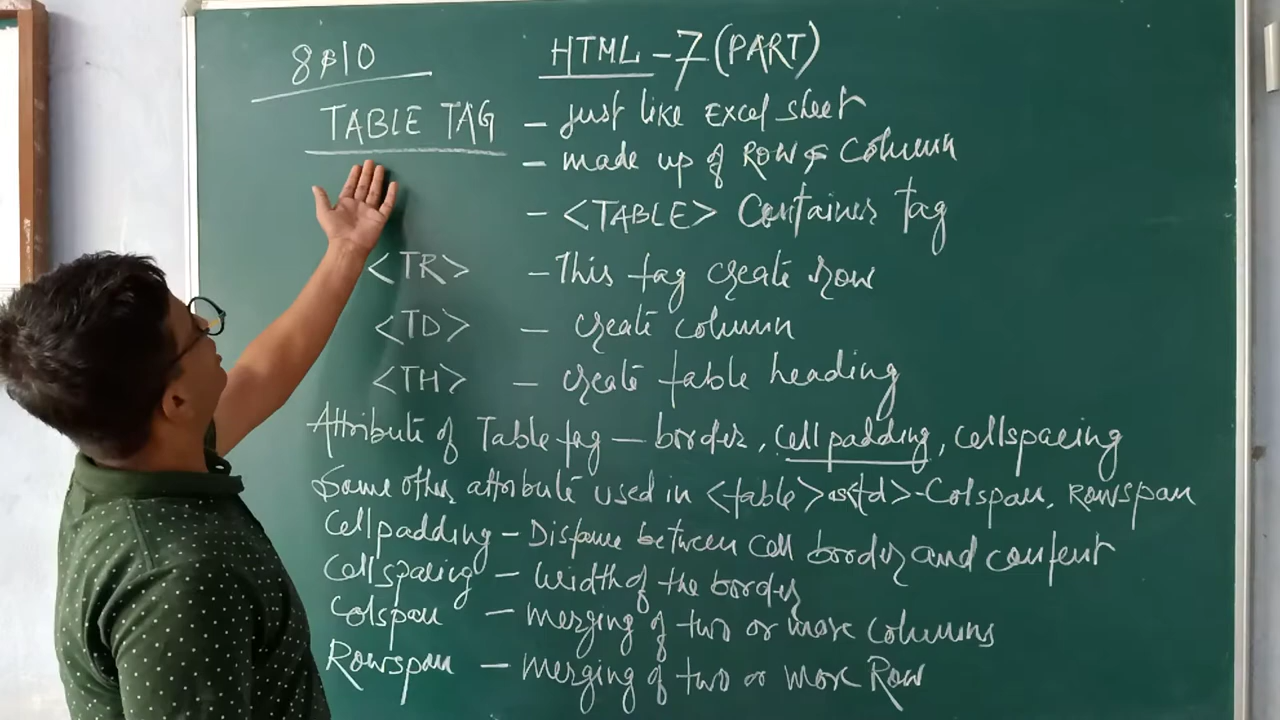 8810
HTML - 7 (PART)
TABLE TAG - just like Excel sheet
- made up of Row & Column
- <TABLE> Container tag
<TR> - This tag create row
<TD> - create column
<TH> - create table heading
Attribute of Table tag - border, Cellpadding, cellspacing
Some other attribute used in <table> or <td> - Colspan, Rowspan
Cellpadding - Distance between Cell border and content
Cellspacing - Width of the border
Colspan - merging of two or more Columns
Rowspan - merging of two or more Row